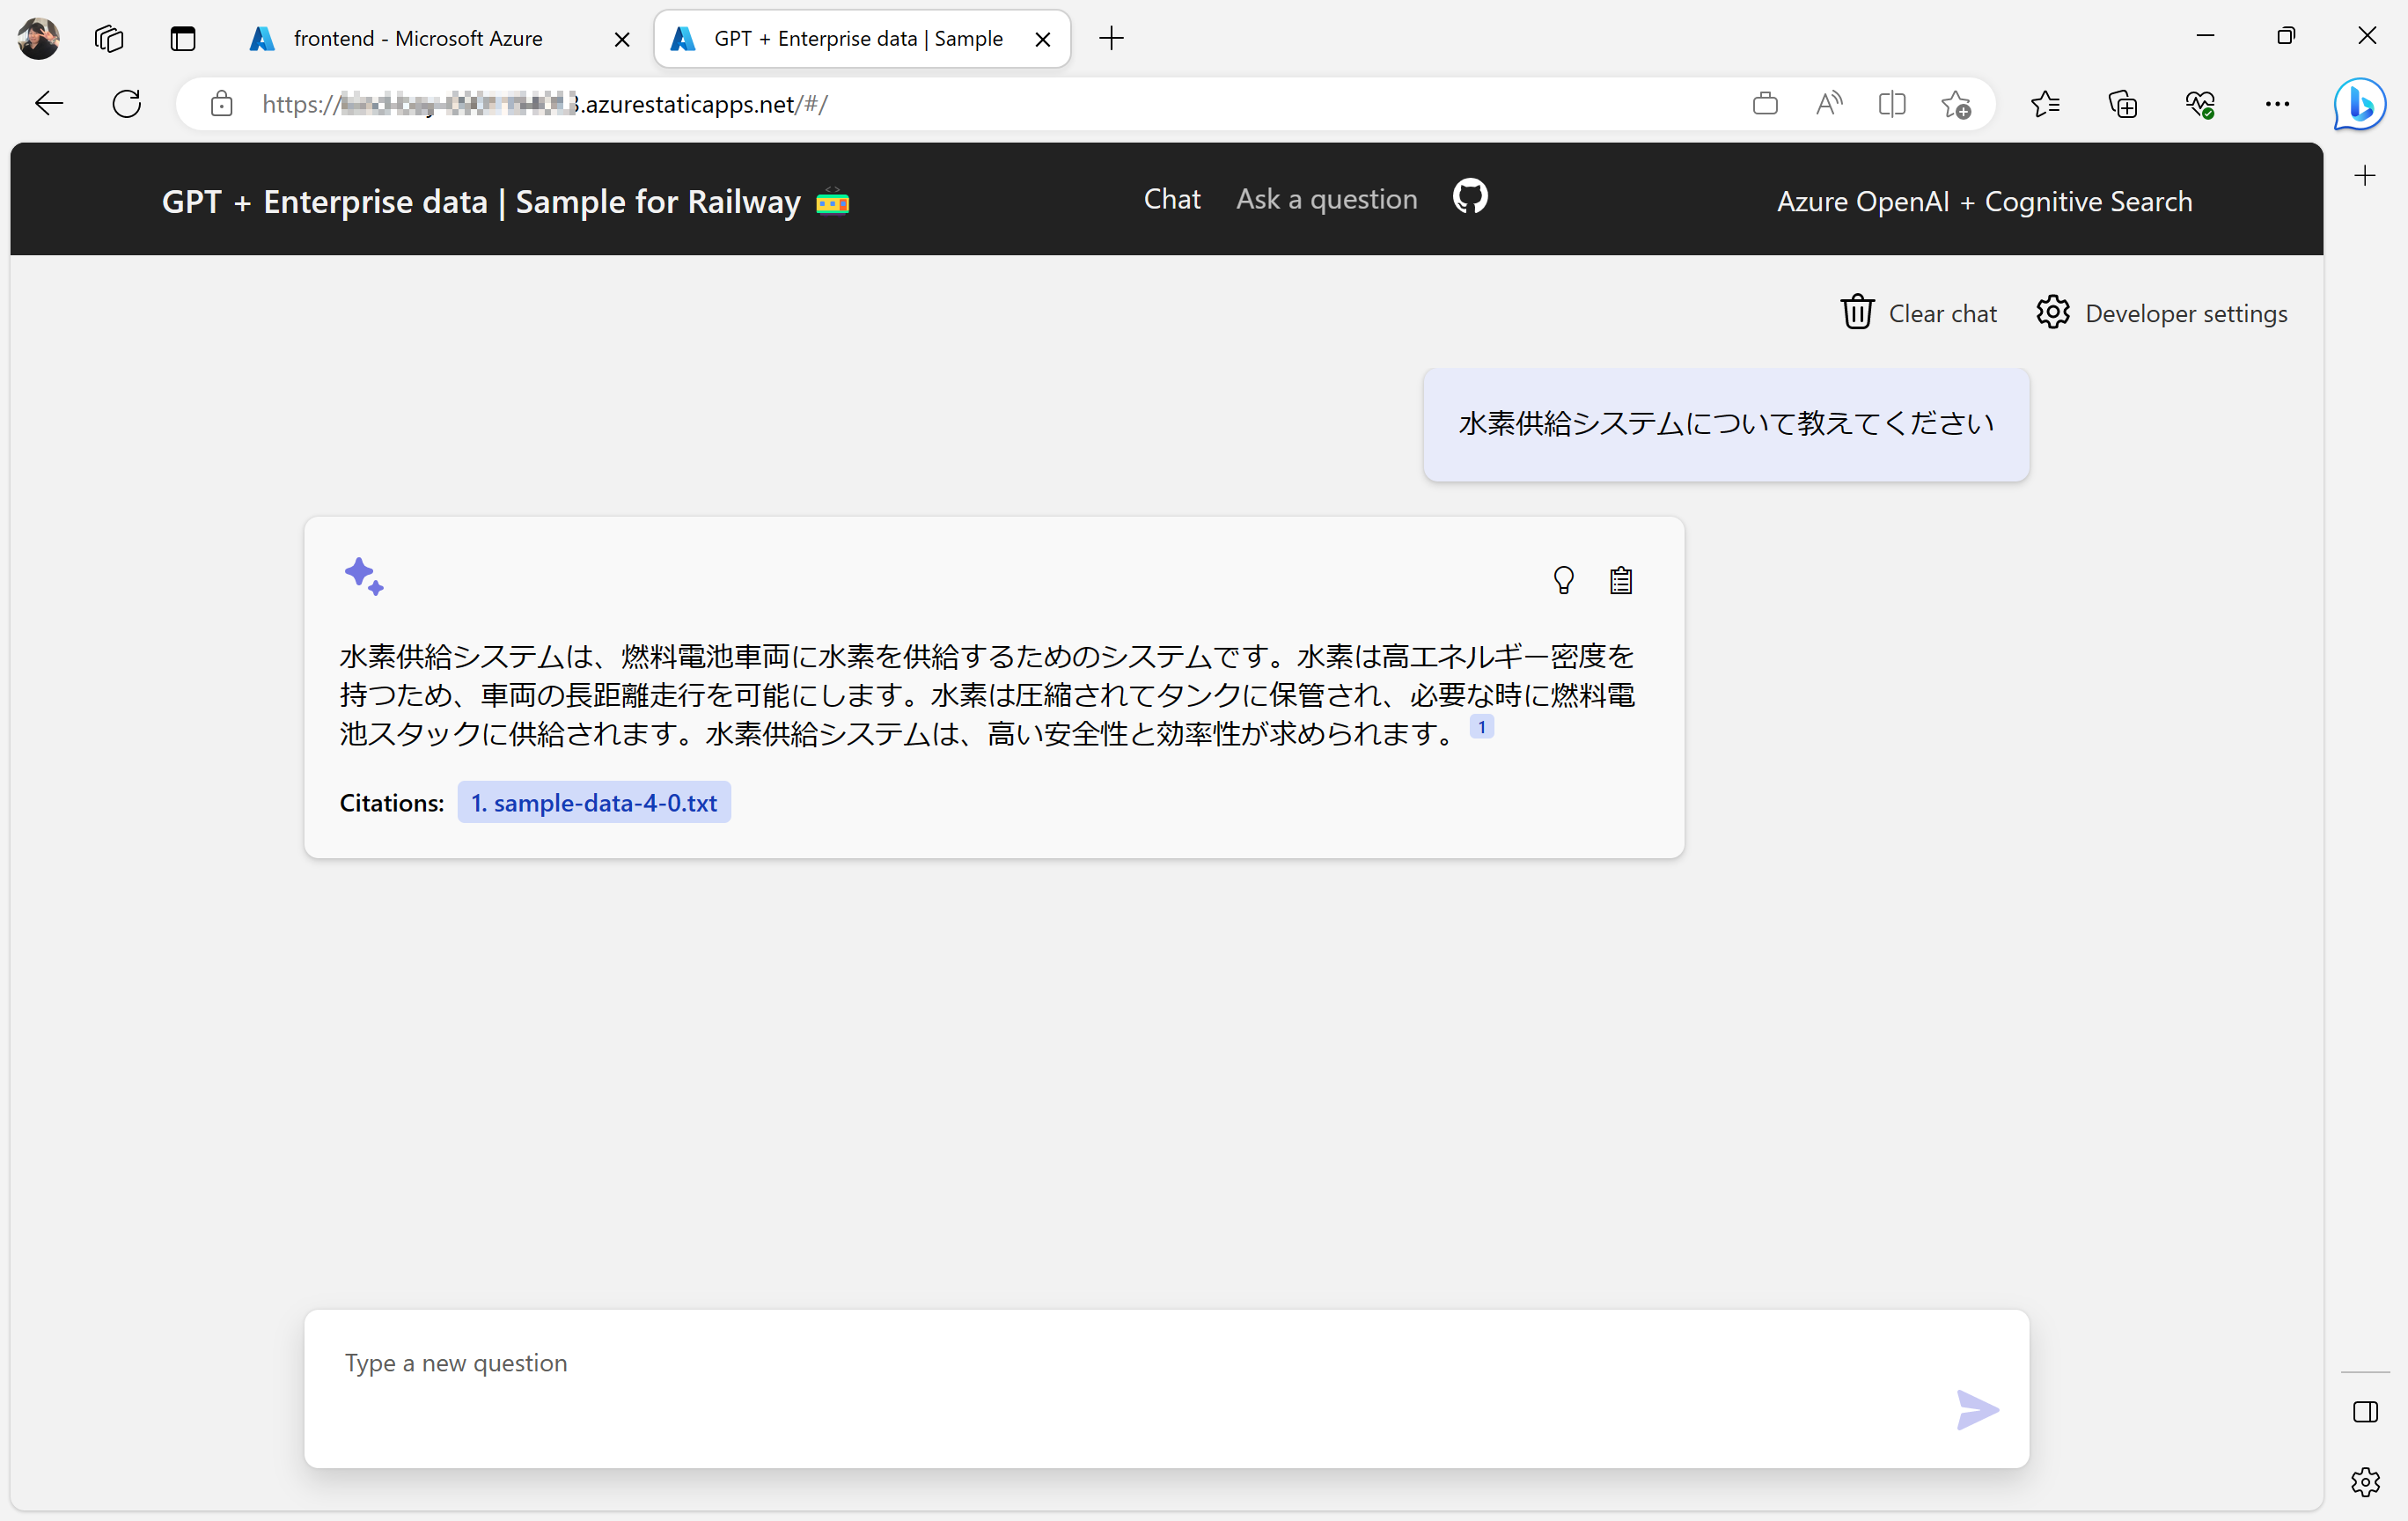 frontend - Microsoft Azure
GPT + Enterprise data | Sample
https://
.azurestaticapps.net/#/
GPT + Enterprise data | Sample for Railway
Chat
Ask a question
Azure OpenAI + Cognitive Search
Clear chat
Developer settings
水素供給システムについて教えてください
水素供給システムは、燃料電池車両に水素を供給するためのシステムです。水素は高エネルギー密度を
持つため、車両の長距離走行を可能にします。水素は圧縮されてタンクに保管され、必要な時に燃料電
池スタックに供給されます。水素供給システムは、高い安全性と効率性が求められます。 1
Citations: 1. sample-data-4-0.txt
Type a new question